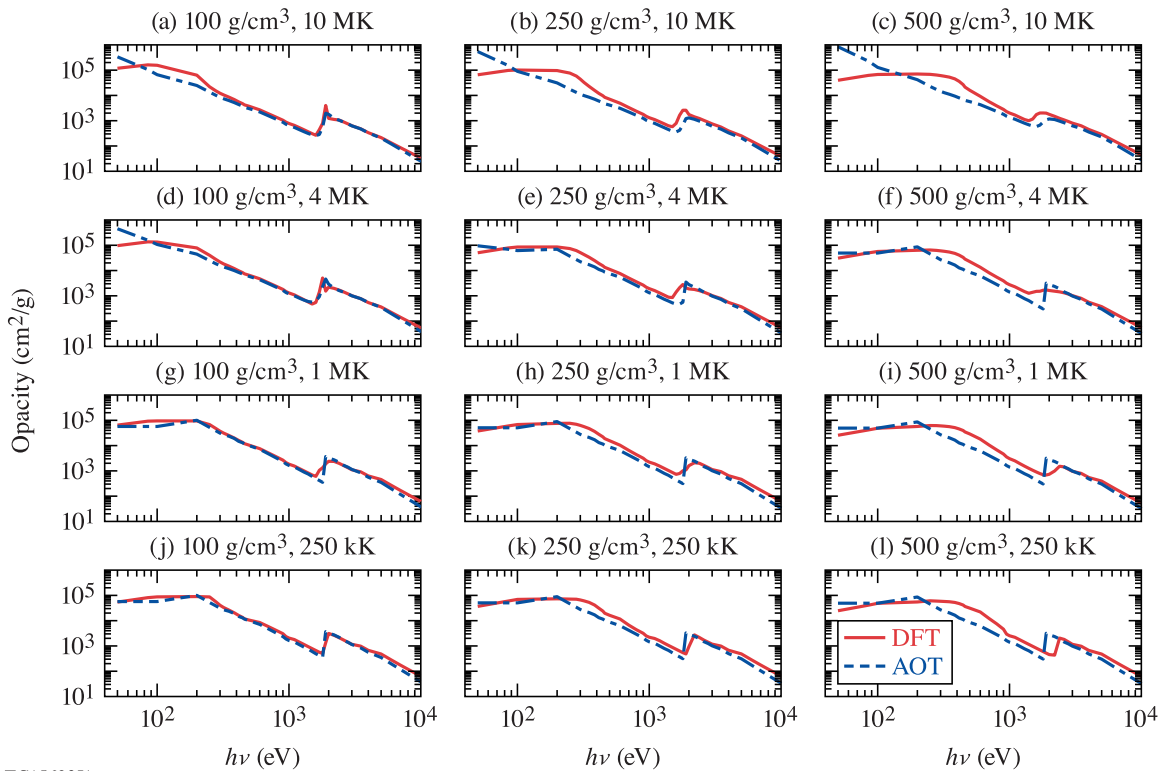 (a) 100 g/cm³, 10 MK
(b) 250 g/cm³, 10 MK
(c) 500 g/cm³, 10 MK
10⁵
10³
10¹
(d) 100 g/cm³, 4 MK
(e) 250 g/cm³, 4 MK
(f) 500 g/cm³, 4 MK
10⁵
10³
10¹
(g) 100 g/cm³, 1 MK
(h) 250 g/cm³, 1 MK
(i) 500 g/cm³, 1 MK
10⁵
10³
10¹
(j) 100 g/cm³, 250 kK
(k) 250 g/cm³, 250 kK
(l) 500 g/cm³, 250 kK
10⁵
10³
10¹
DFT
AOT
10² 10³ 10⁴
10² 10³ 10⁴
10² 10³ 10⁴
hν (eV)
hν (eV)
hν (eV)
Opacity (cm²/g)